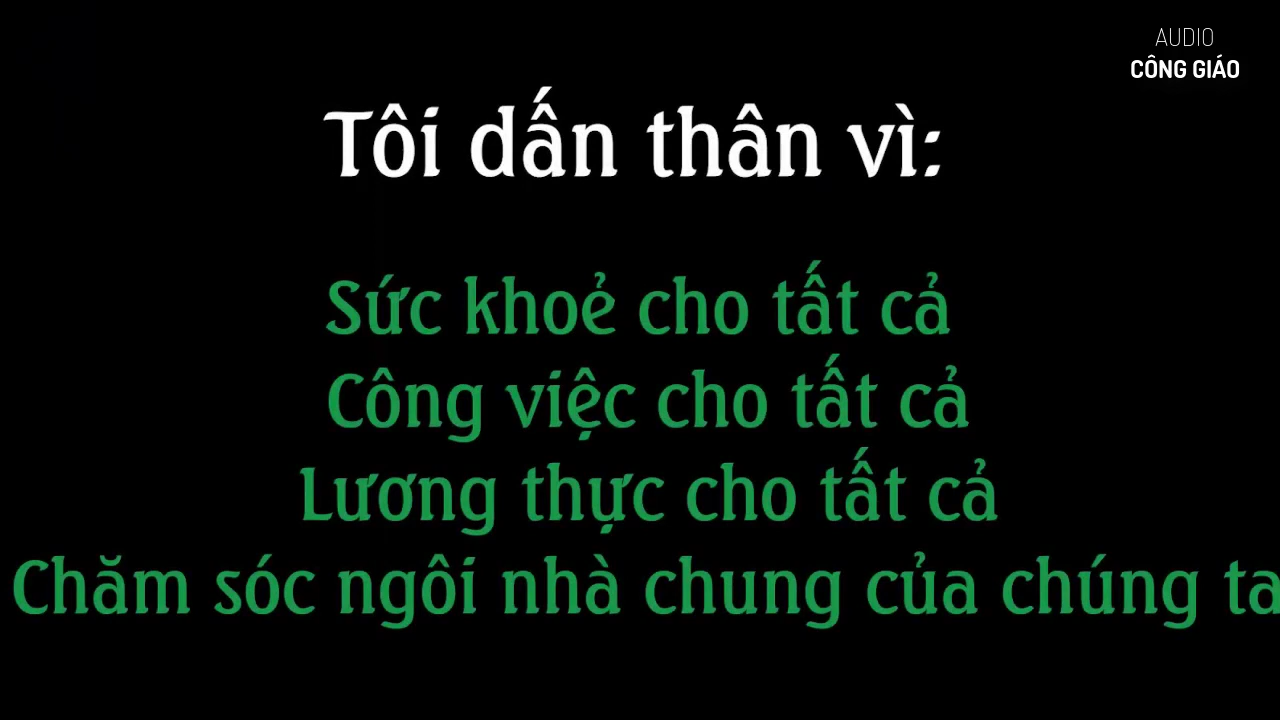 AUDIO
CÔNG GIÁO
Tôi dấn thân vì:
Sức khoẻ cho tất cả
Công việc cho tất cả
Lương thực cho tất cả
Chăm sóc ngôi nhà chung của chúng ta